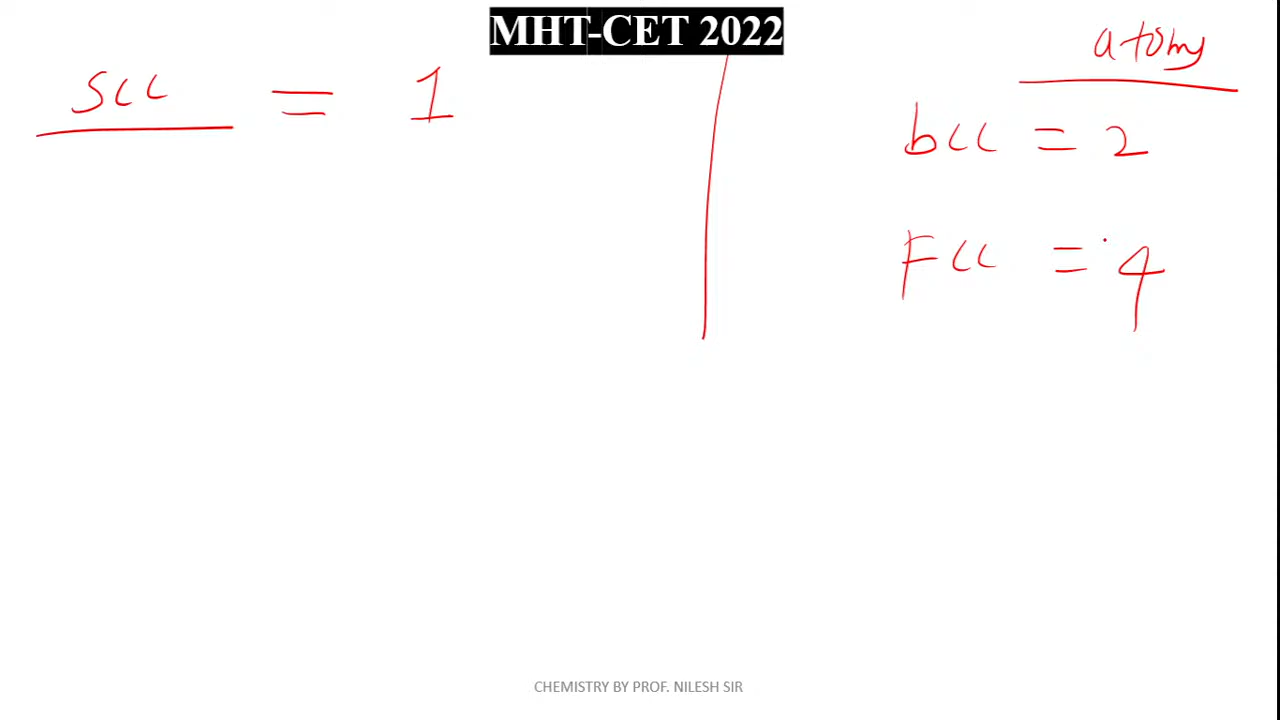 MHT-CET 2022
scc = 1
atoms
bcc = 2
Fcc = 4
CHEMISTRY BY PROF. NILESH SIR